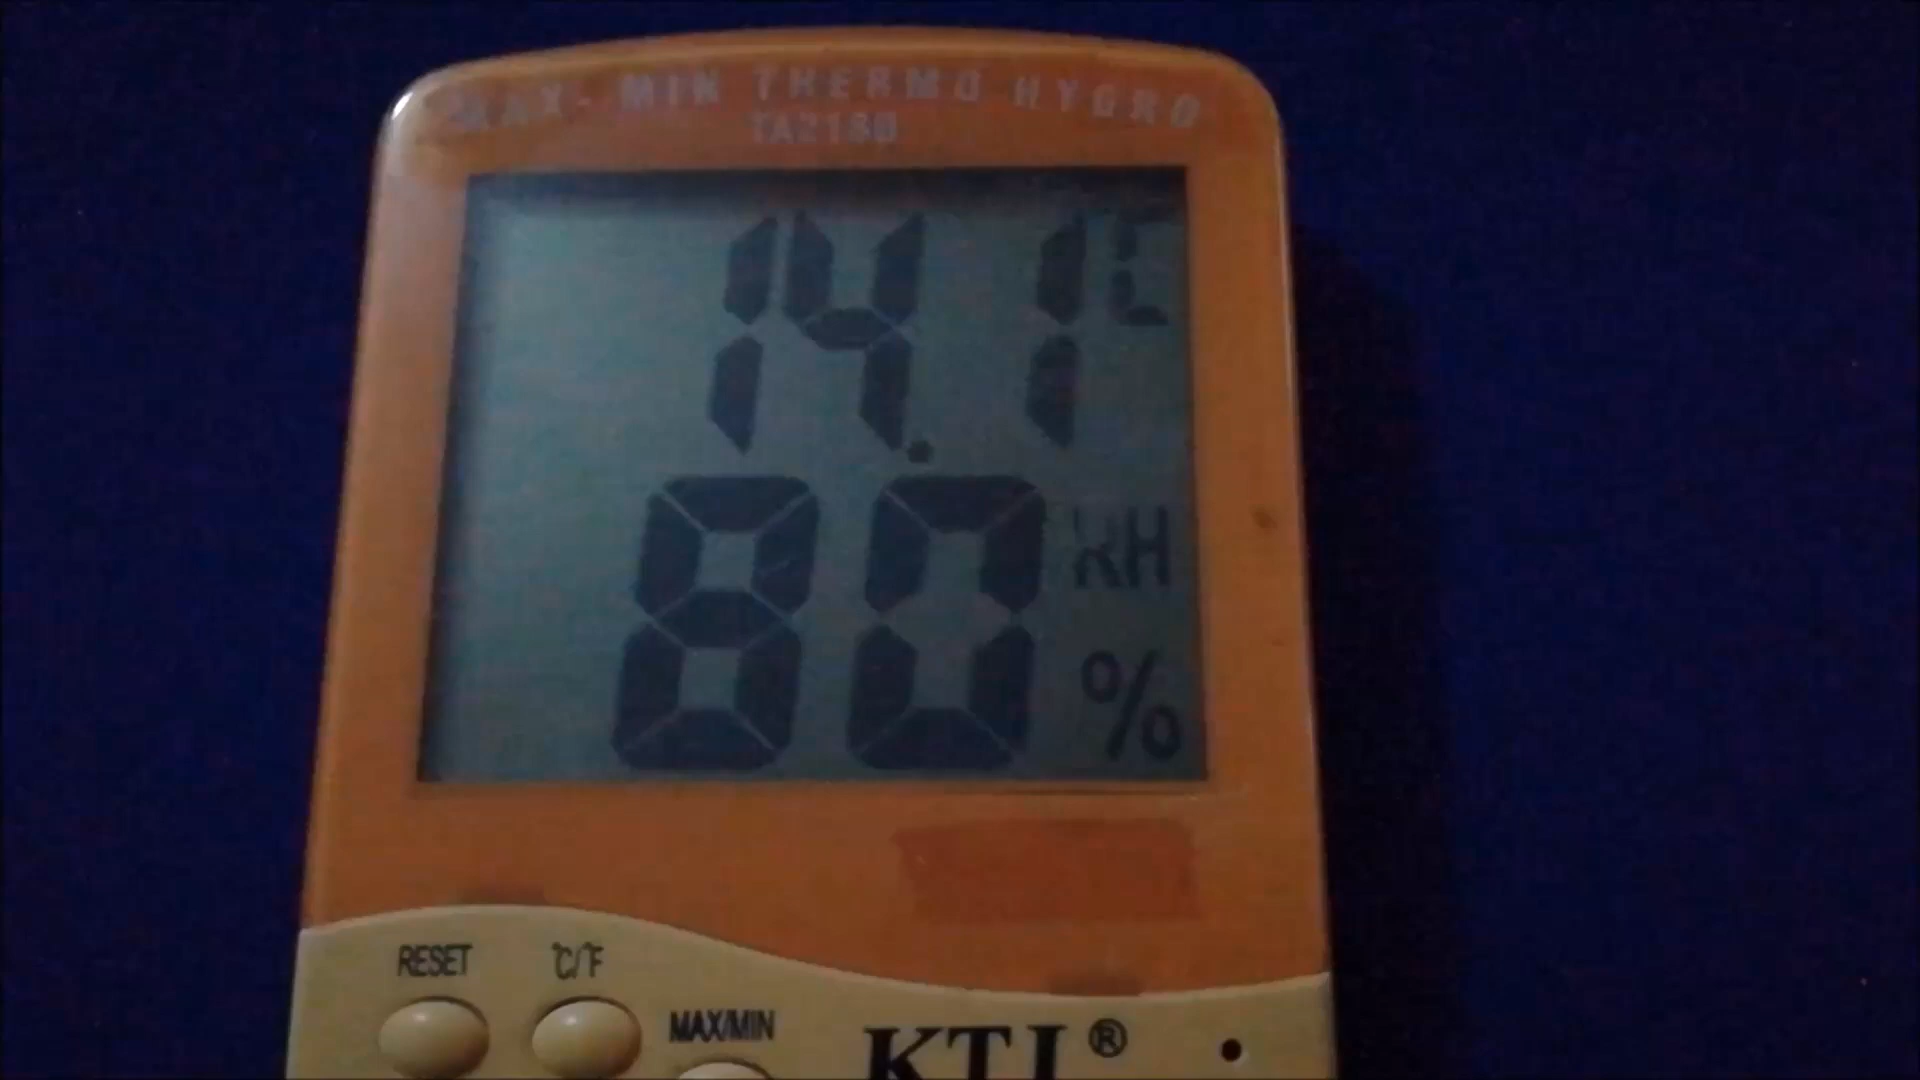 MAX- MIN THERMO HYGRO
TA218B
14.1 °C
80 RH
%
RESET
℃/℉
MAX/MIN
KTJ®